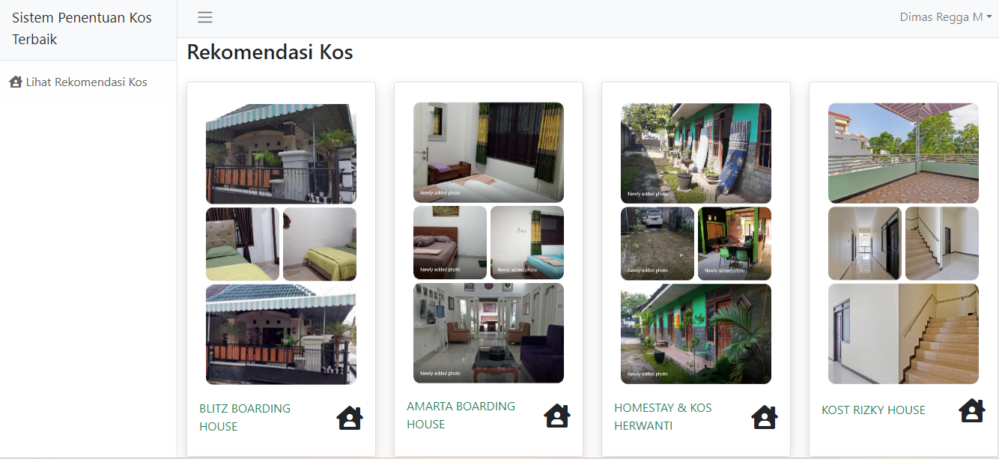 Sistem Penentuan Kos
Terbaik
Dimas Regga M
Lihat Rekomendasi Kos
Rekomendasi Kos
Newly added photo
Newly added photo
Newly added photo
Newly added photo
Newly added photo
Newly added photo
Newly added photo
Newly added photo
BLITZ BOARDING
HOUSE
AMARTA BOARDING
HOUSE
HOMESTAY & KOS
HERWANTI
KOST RIZKY HOUSE